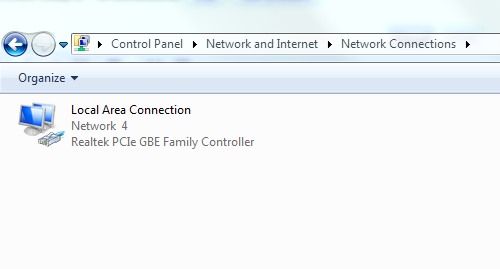 Control Panel Network and Internet Network Connections
Organize
Local Area Connection
Network 4
Realtek PCIe GBE Family Controller